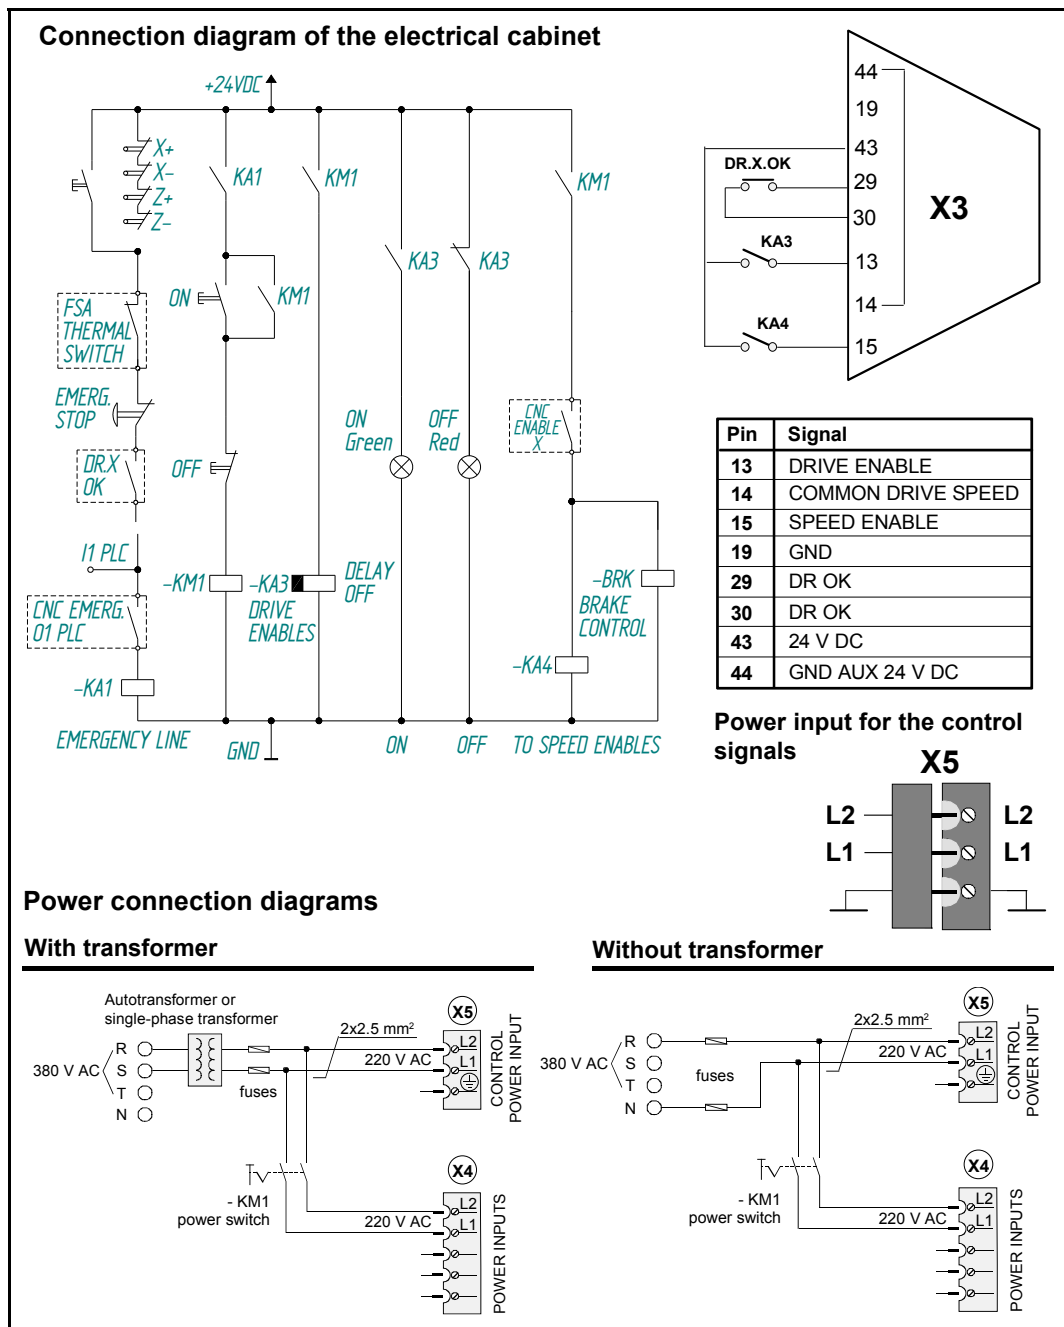 Connection diagram of the electrical cabinet
+24VDC
X+
X-
Z+
Z-
KA1
KM1
KM1
KA3
KA3
ON
KM1
FSA
THERMAL
SWITCH
EMERG.
STOP
DR.X
OK
OFF
ON
Green
OFF
Red
CNC
ENABLE
X
I1 PLC
-KM1
-KA3
DELAY
OFF
DRIVE
ENABLES
-BRK
BRAKE
CONTROL
CNC EMERG.
O1 PLC
-KA4
-KA1
EMERGENCY LINE
GND
ON
OFF
TO SPEED ENABLES
44
19
43
DR.X.OK
29
30
X3
KA3
13
14
KA4
15
Pin Signal
13 DRIVE ENABLE
14 COMMON DRIVE SPEED
15 SPEED ENABLE
19 GND
29 DR OK
30 DR OK
43 24 V DC
44 GND AUX 24 V DC
Power input for the control
signals
X5
L2 L2
L1 L1
Power connection diagrams
With transformer
Autotransformer or
single-phase transformer
380 V AC
R
S
T
N
fuses
2x2.5 mm²
220 V AC
X5
L2
L1
CONTROL
POWER INPUT
- KM1
power switch
220 V AC
X4
L2
L1
POWER INPUTS
Without transformer
380 V AC
R
S
T
N
fuses
2x2.5 mm²
220 V AC
X5
L2
L1
CONTROL
POWER INPUT
- KM1
power switch
220 V AC
X4
L2
L1
POWER INPUTS